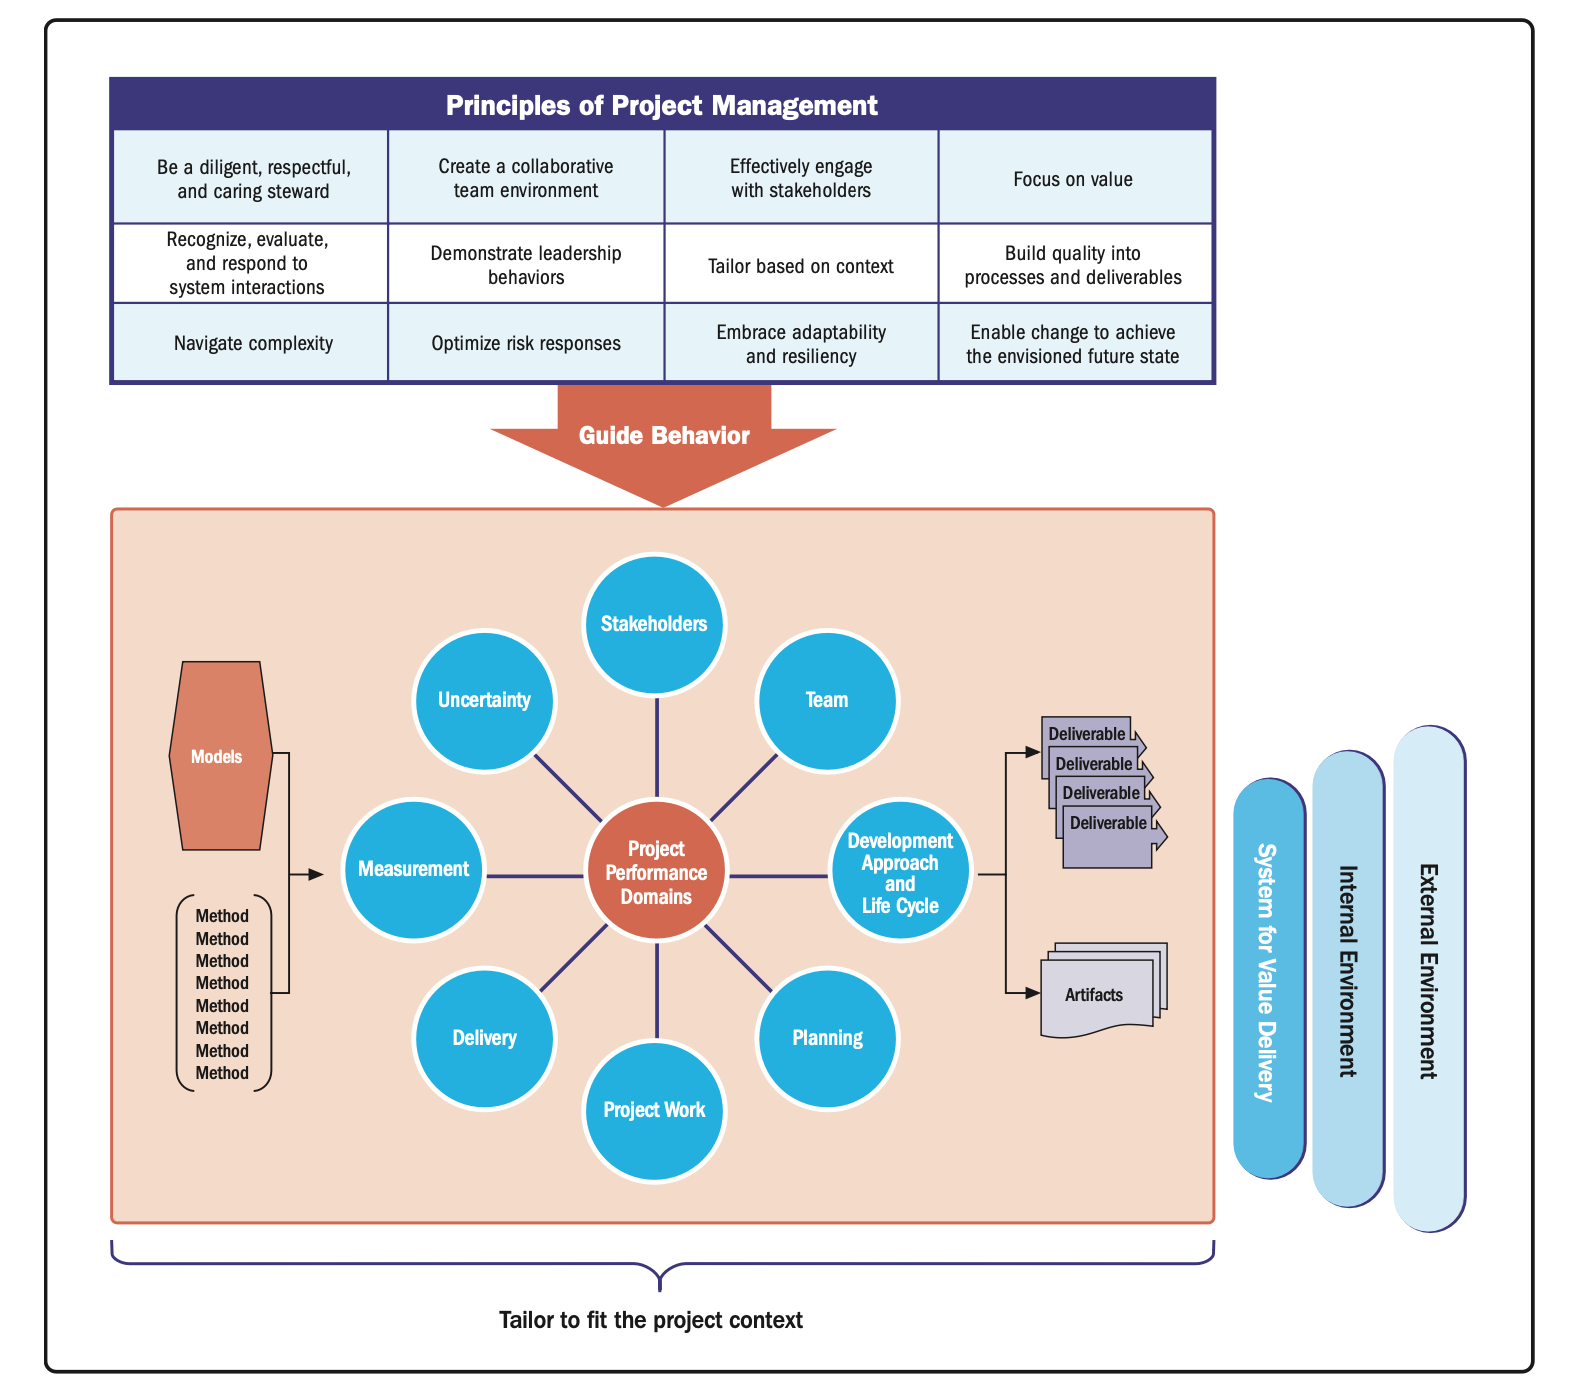 Principles of Project Management
Be a diligent, respectful,
and caring steward
Create a collaborative
team environment
Effectively engage
with stakeholders
Focus on value
Recognize, evaluate,
and respond to
system interactions
Demonstrate leadership
behaviors
Tailor based on context
Build quality into
processes and deliverables
Navigate complexity
Optimize risk responses
Embrace adaptability
and resiliency
Enable change to achieve
the envisioned future state
Guide Behavior
Stakeholders
Uncertainty
Team
Models
Measurement
Project
Performance
Domains
Development
Approach
and
Life Cycle
Deliverable
Deliverable
Deliverable
Deliverable
Method
Method
Method
Method
Method
Method
Method
Method
Delivery
Project Work
Planning
Artifacts
System for Value Delivery
Internal Environment
External Environment
Tailor to fit the project context